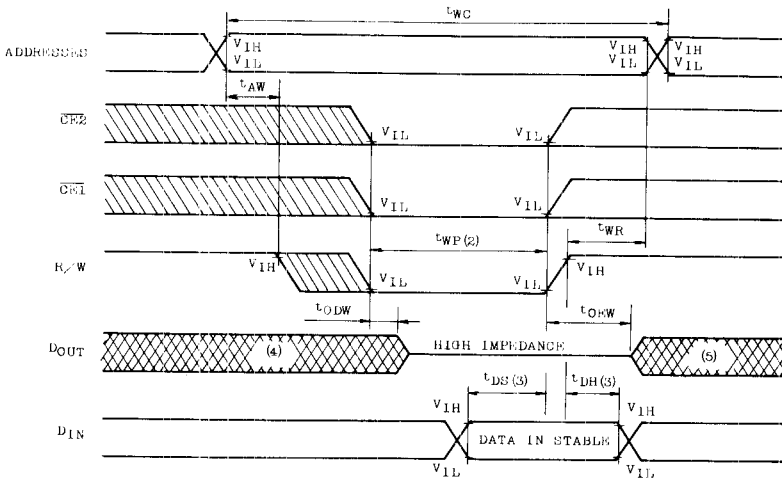 tWC
ADDRESSES
VIH
VIL
VIH
VIL
VIH
VIL
tAW
CE2
VIL
VIL
CE1
VIL
VIL
tWP(2)
tWR
R/W
VIH
VIL
VIL
VIH
tODW
tOEW
DOUT
(4)
HIGH IMPEDANCE
(5)
tDS(3)
tDH(3)
VIH
VIH
DIN
DATA IN STABLE
VIL
VIL